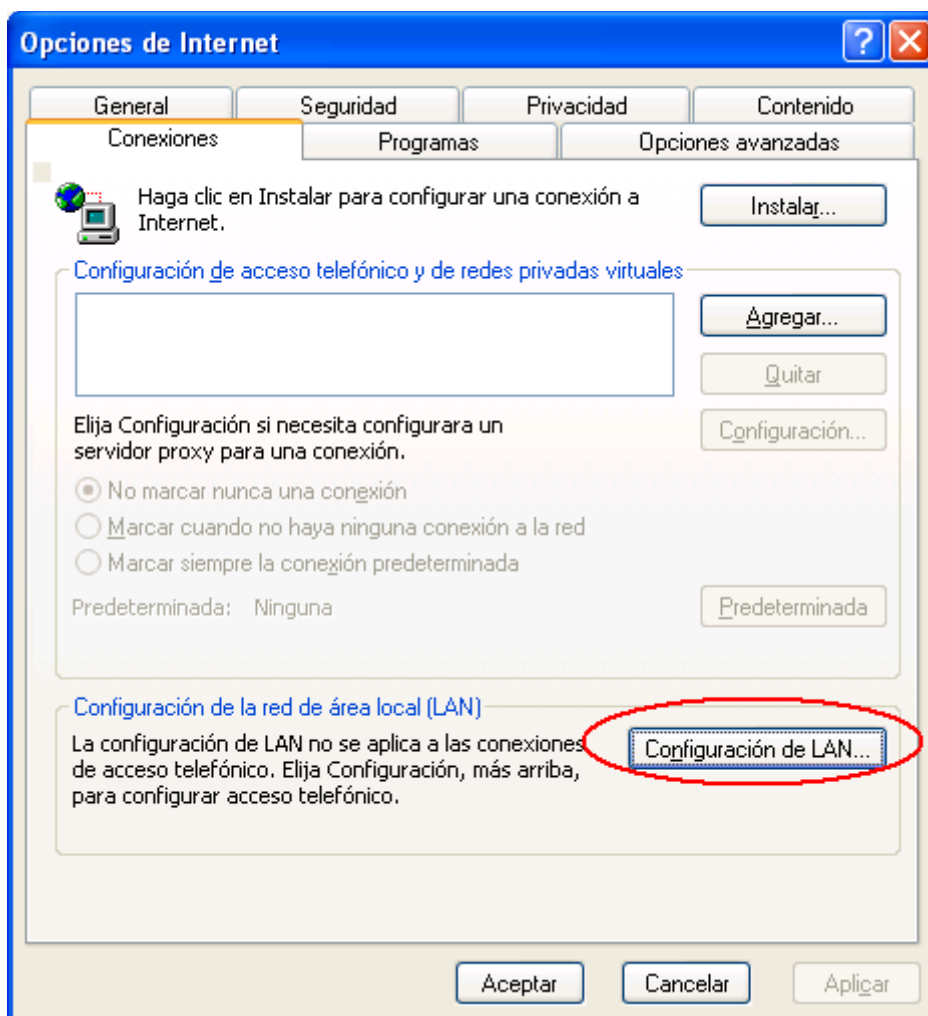 Opciones de Internet
General Seguridad Privacidad Contenido
Conexiones Programas Opciones avanzadas
Haga clic en Instalar para configurar una conexión a
Internet.
Instalar...
Configuración de acceso telefónico y de redes privadas virtuales
Agregar...
Quitar
Elija Configuración si necesita configurara un
servidor proxy para una conexión.
Configuración...
No marcar nunca una conexión
Marcar cuando no haya ninguna conexión a la red
Marcar siempre la conexión predeterminada
Predeterminada: Ninguna
Predeterminada
Configuración de la red de área local (LAN)
La configuración de LAN no se aplica a las conexiones
de acceso telefónico. Elija Configuración, más arriba,
para configurar acceso telefónico.
Configuración de LAN...
Aceptar Cancelar Aplicar